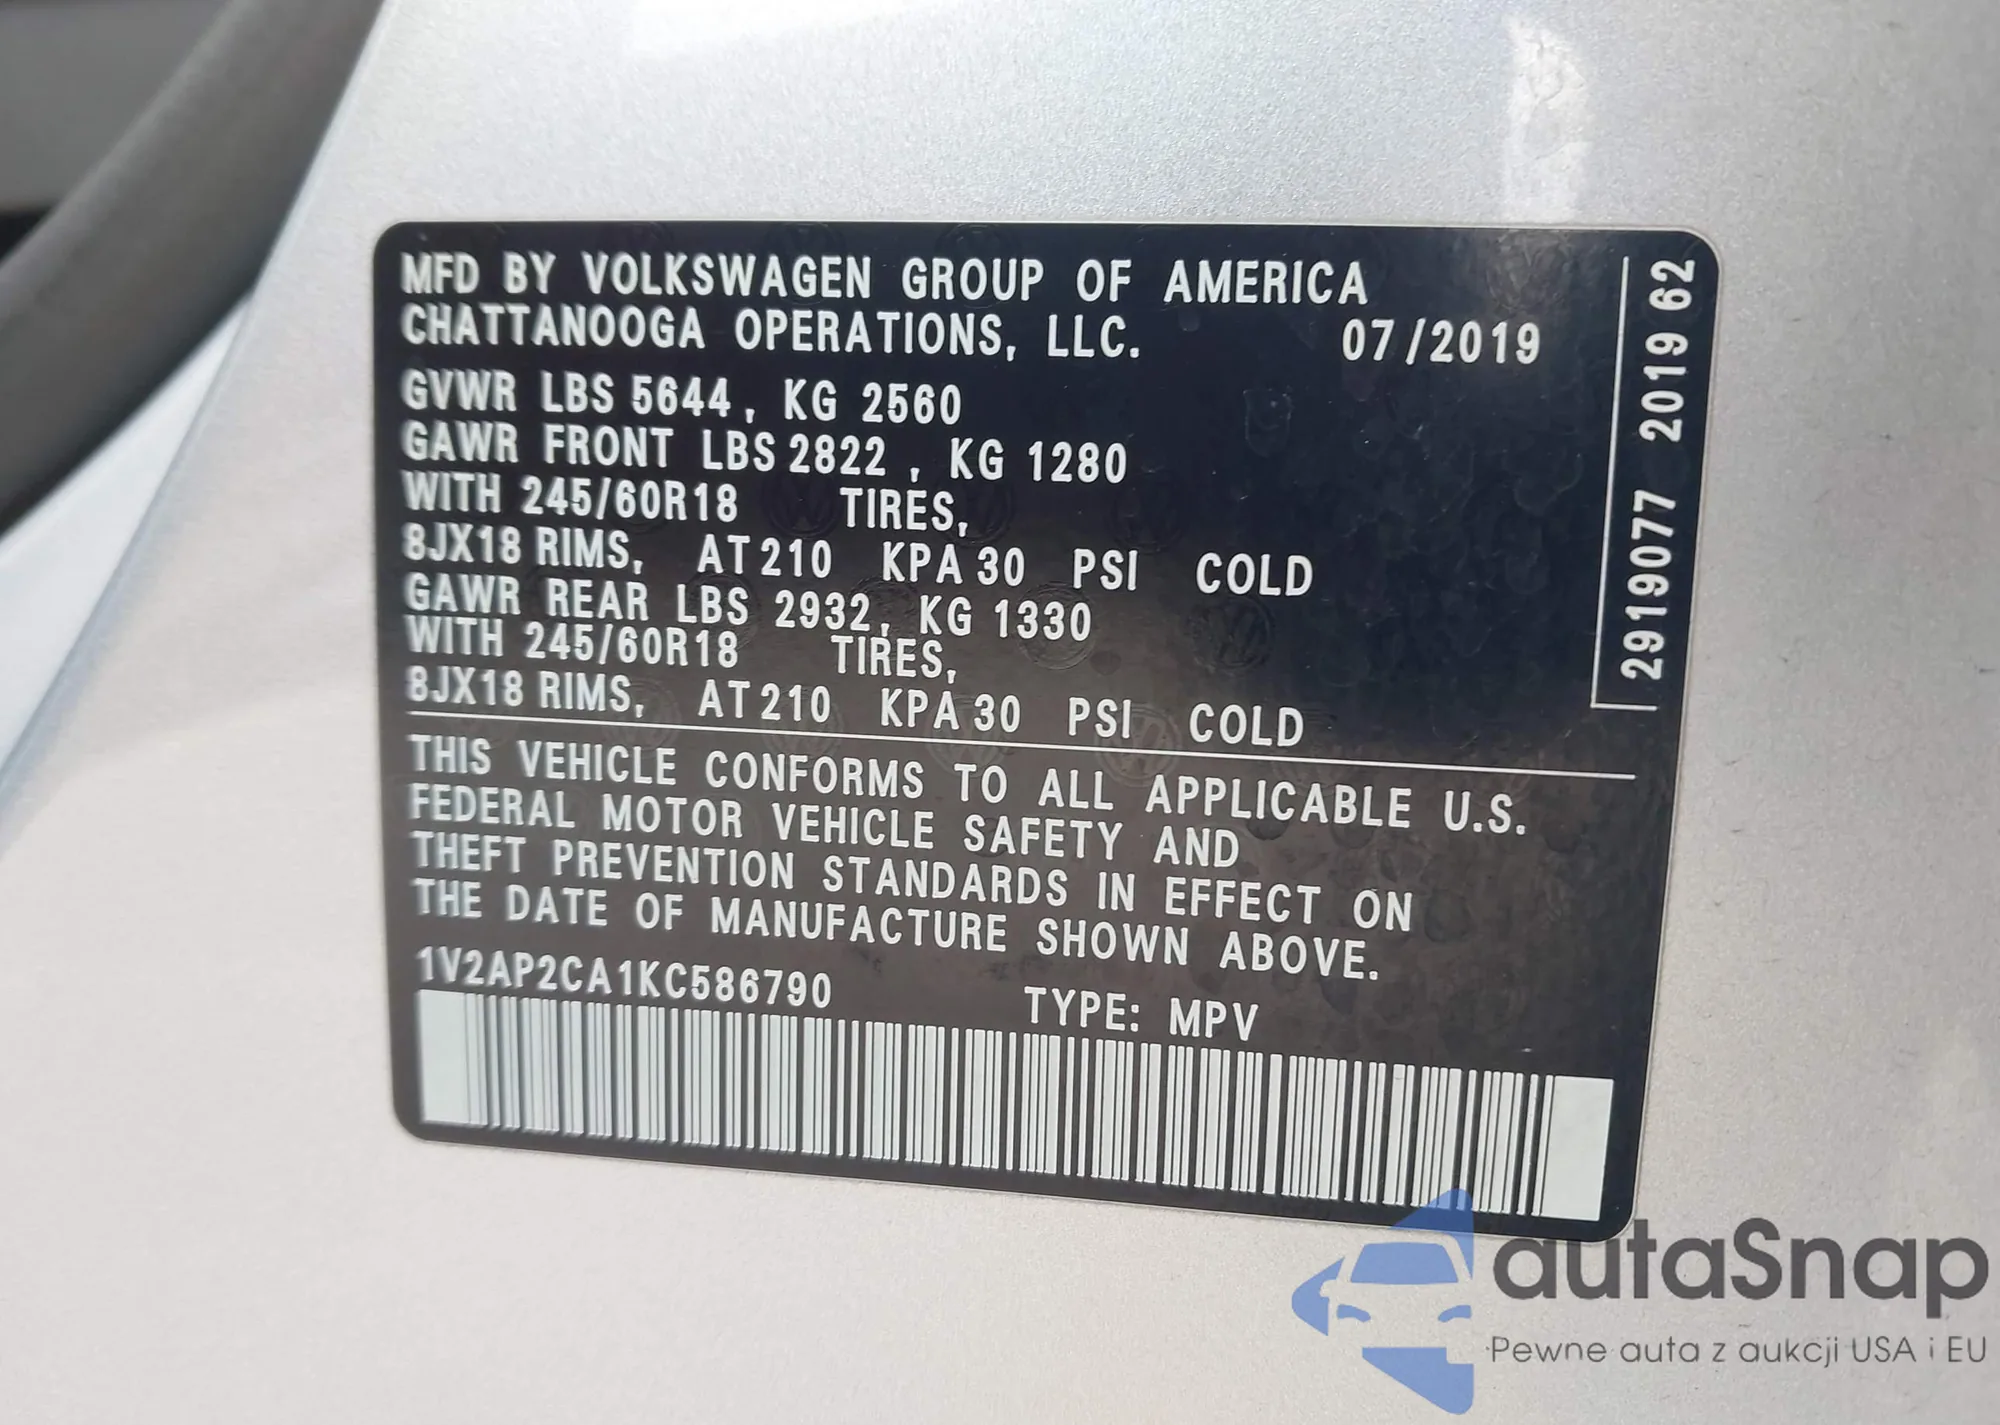 MFD BY VOLKSWAGEN GROUP OF AMERICA
CHATTANOOGA OPERATIONS, LLC. 07/2019
GVWR LBS 5644, KG 2560
GAWR FRONT LBS 2822, KG 1280
WITH 245/60R18 TIRES,
8JX18 RIMS, AT 210 KPA 30 PSI COLD
GAWR REAR LBS 2932, KG 1330
WITH 245/60R18 TIRES,
8JX18 RIMS, AT 210 KPA 30 PSI COLD
THIS VEHICLE CONFORMS TO ALL APPLICABLE U.S.
FEDERAL MOTOR VEHICLE SAFETY AND
THEFT PREVENTION STANDARDS IN EFFECT ON
THE DATE OF MANUFACTURE SHOWN ABOVE.
1V2AP2CA1KC586790 TYPE: MPV
2919077 2019 62
autaSnap
Pewne auta z aukcji USA i EU